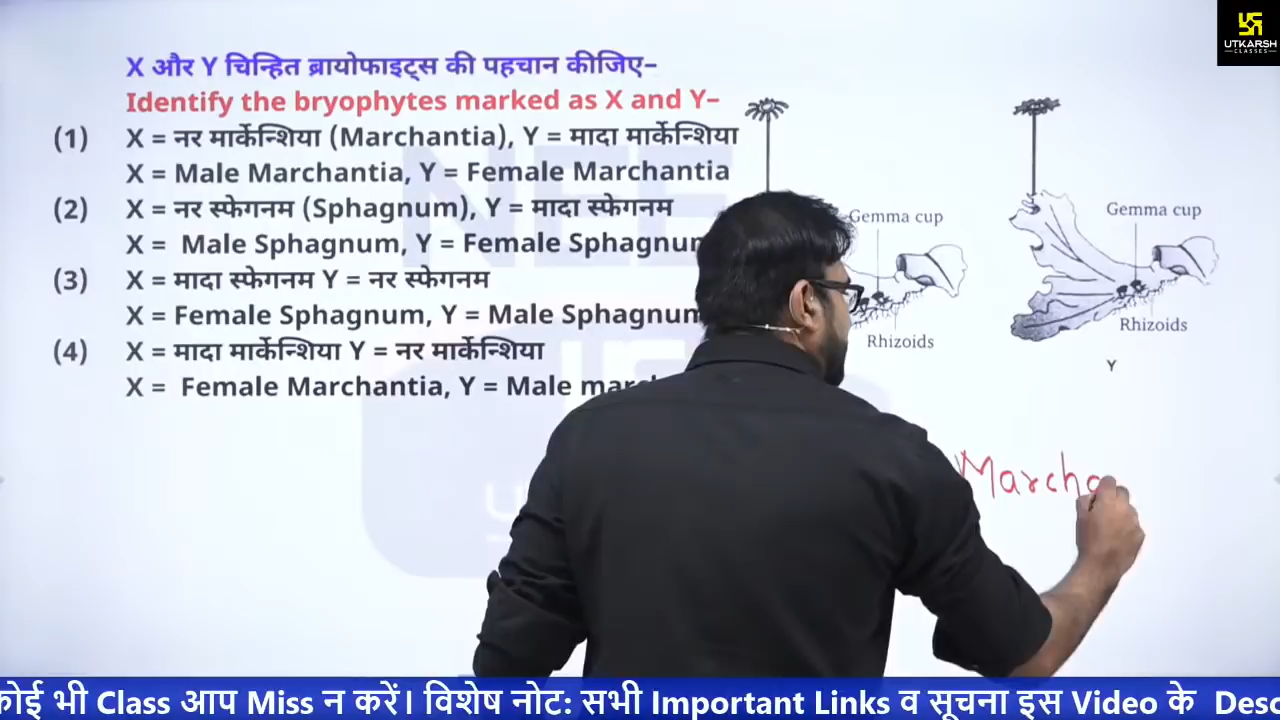 UTKARSH
CLASSES
X और Y चिन्हित ब्रायोफाइट्स की पहचान कीजिए–
Identify the bryophytes marked as X and Y–
(1) X = नर मार्केन्शिया (Marchantia), Y = मादा मार्केन्शिया
X = Male Marchantia, Y = Female Marchantia
(2) X = नर स्फेगनम (Sphagnum), Y = मादा स्फेगनम
X = Male Sphagnum, Y = Female Sphagnum
(3) X = मादा स्फेगनम Y = नर स्फेगनम
X = Female Sphagnum, Y = Male Sphagnum
(4) X = मादा मार्केन्शिया Y = नर मार्केन्शिया
X = Female Marchantia, Y = Male
Gemma cup
Rhizoids
Gemma cup
Rhizoids
Y
Marcha
कोई भी Class आप Miss न करें। विशेष नोट: सभी Important Links व सूचना इस Video के Desc